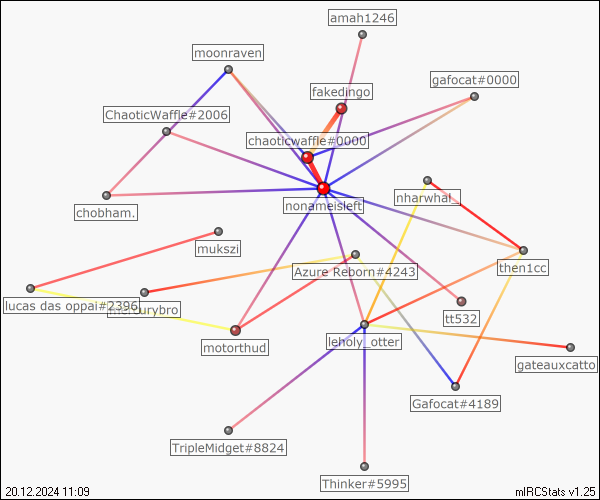 amah1246
moonraven
gafocat#0000
fakedingo
ChaoticWaffle#2006
chaoticwaffle#0000
nharwhal_
nonameisleft
chobham.
mukszi
then1cc
Azure Reborn#4243
lucas das oppai#2396
tt532
motorthud
leholy_otter
gateauxcatto
Gafocat#4189
TripleMidget#8824
Thinker#5995
20.12.2024 11:09
mIRCStats v1.25